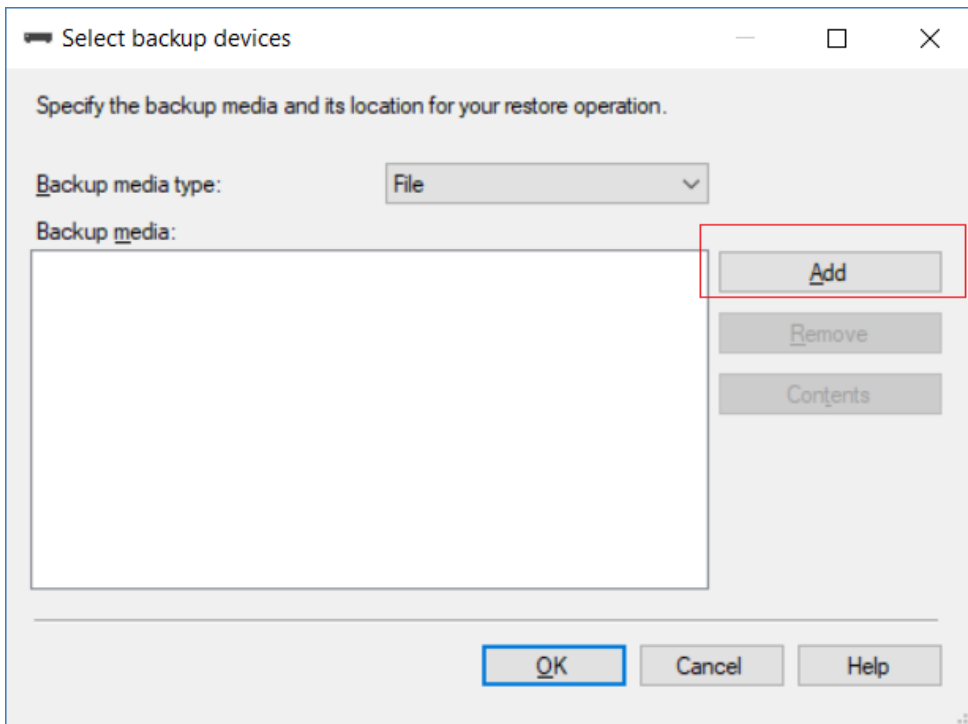 Select backup devices
Specify the backup media and its location for your restore operation.
Backup media type: File
Backup media:
Add
Remove
Contents
OK Cancel Help